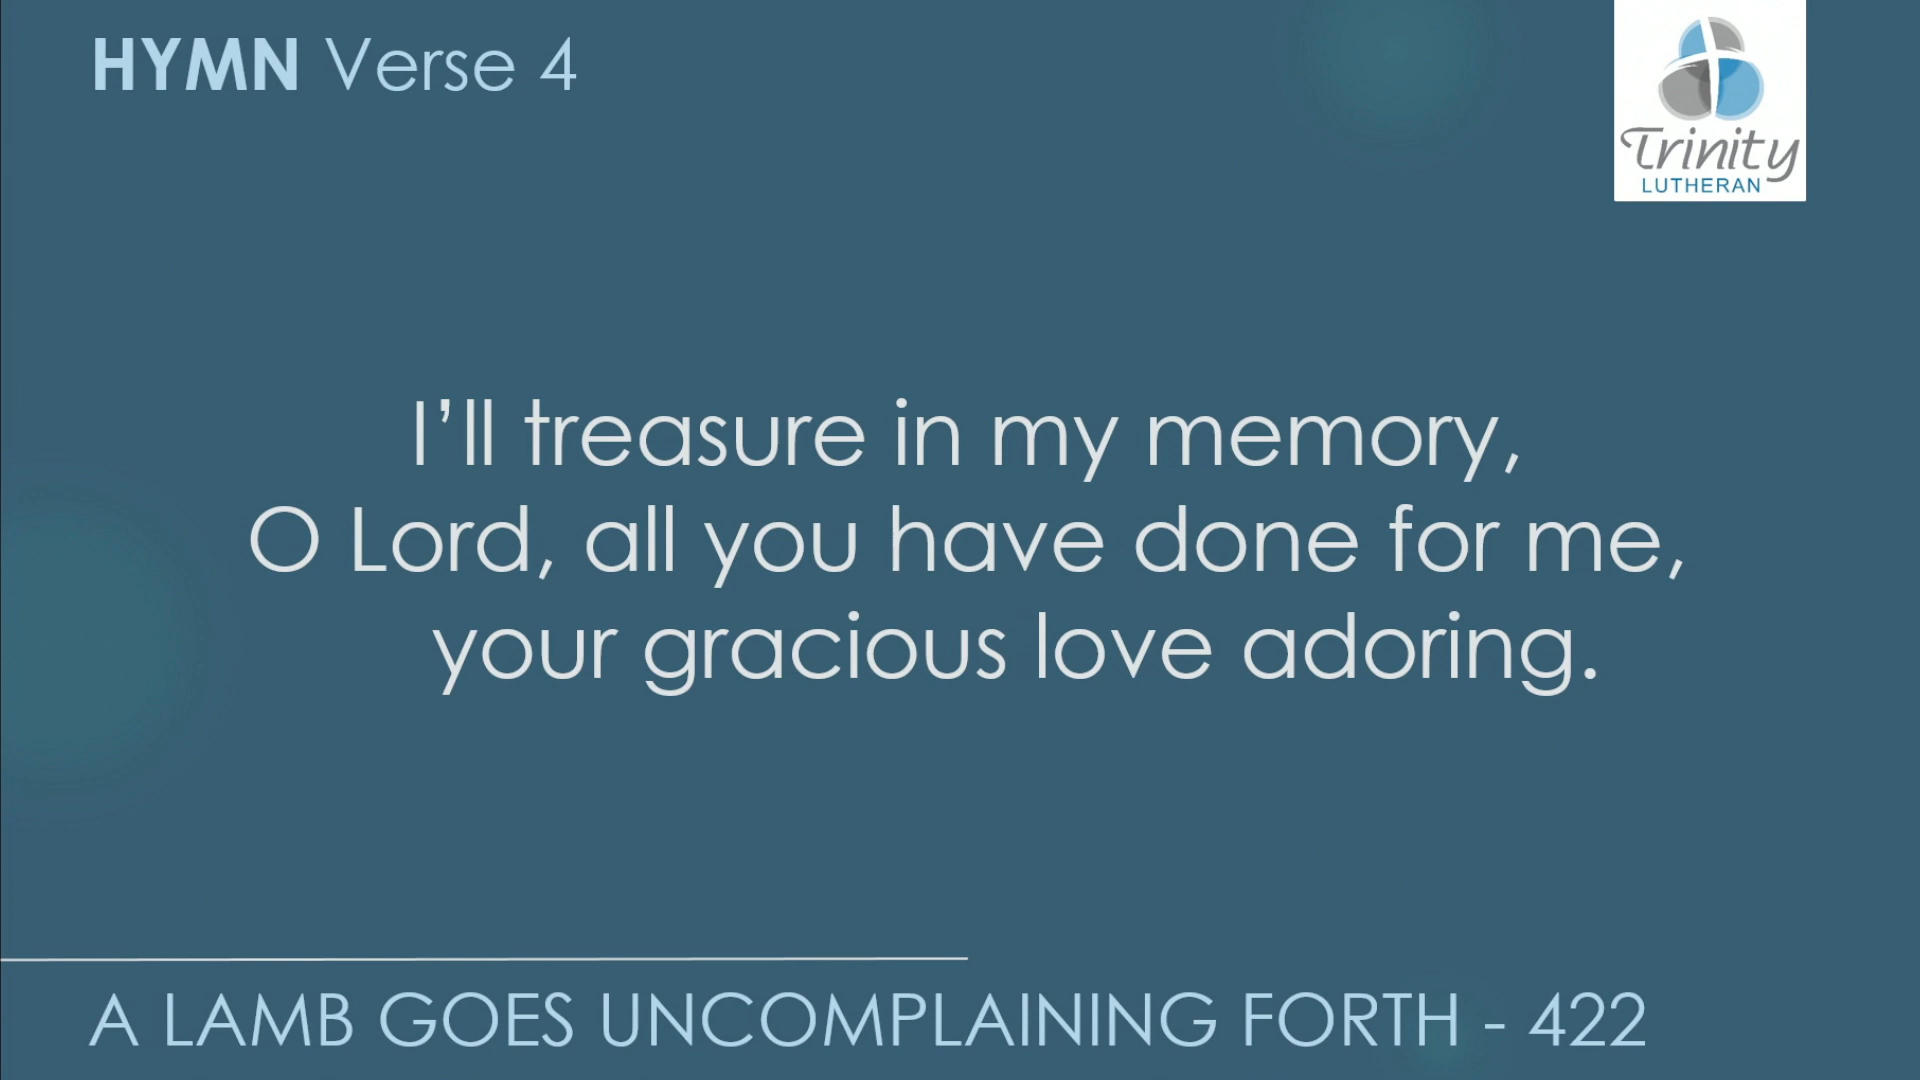 HYMN Verse 4
Trinity
LUTHERAN
I’ll treasure in my memory,
O Lord, all you have done for me,
your gracious love adoring.
A LAMB GOES UNCOMPLAINING FORTH - 422